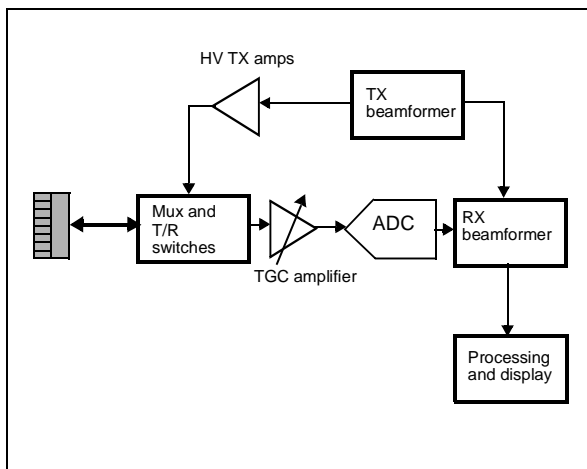 HV TX amps
TX
beamformer
Mux and
T/R
switches
TGC amplifier
ADC
RX
beamformer
Processing
and display